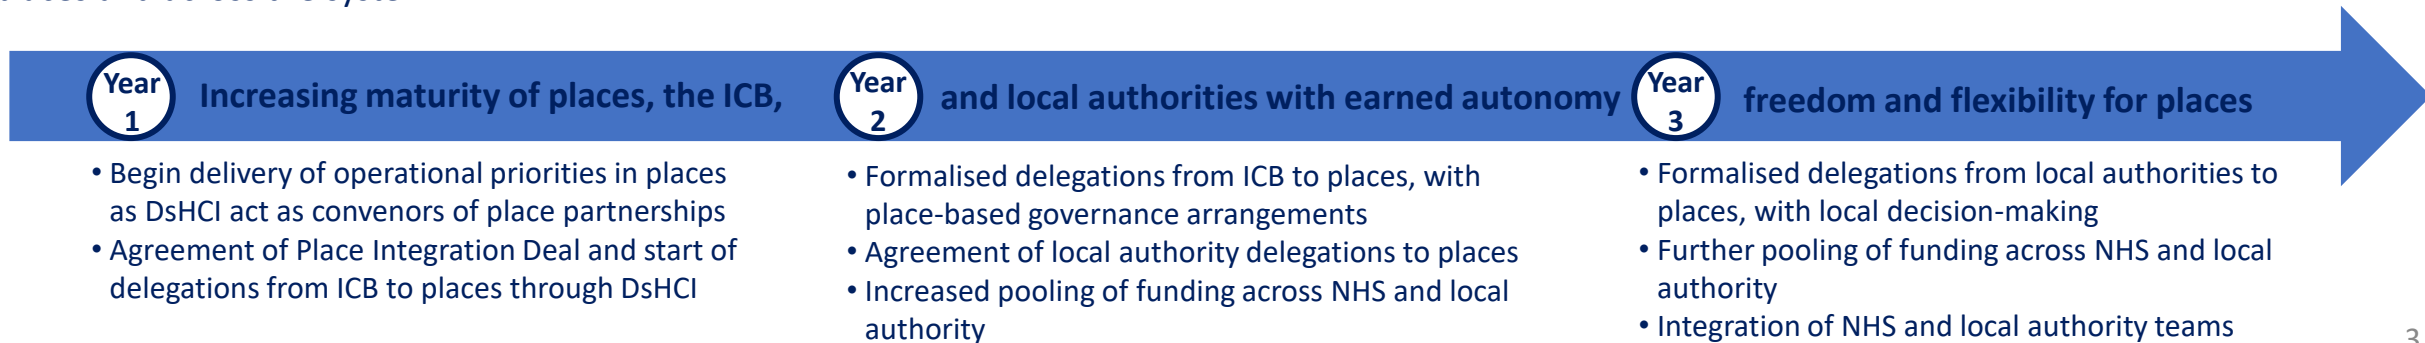 Year
1
Increasing maturity of places, the ICB,
Year
2
and local authorities with earned autonomy
Year
3
freedom and flexibility for places
• Begin delivery of operational priorities in places
as DsHCI act as convenors of place partnerships
• Agreement of Place Integration Deal and start of
delegations from ICB to places through DsHCI
• Formalised delegations from ICB to places, with
place-based governance arrangements
• Agreement of local authority delegations to places
• Increased pooling of funding across NHS and local
authority
• Formalised delegations from local authorities to
places, with local decision-making
• Further pooling of funding across NHS and local
authority
• Integration of NHS and local authority teams
3